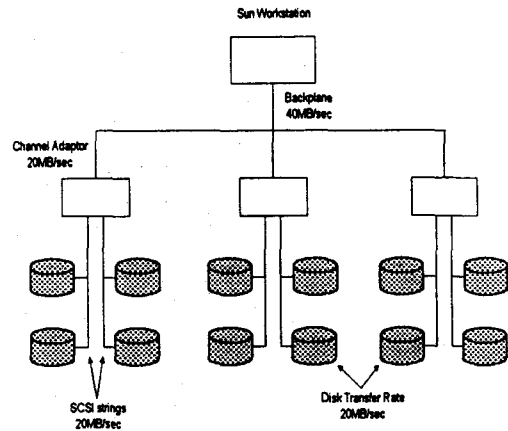 Sun Workstation
Backplane
40MB/sec
Channel Adaptor
20MB/sec
SCSI strings
20MB/sec
Disk Transfer Rate
20MB/sec